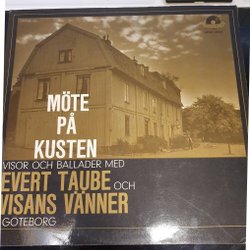 MÖTE
PÅ
KUSTEN
VISOR OCH BALLADER MED
EVERT TAUBE OCH
VISANS VÄNNER
GÖTEBORG